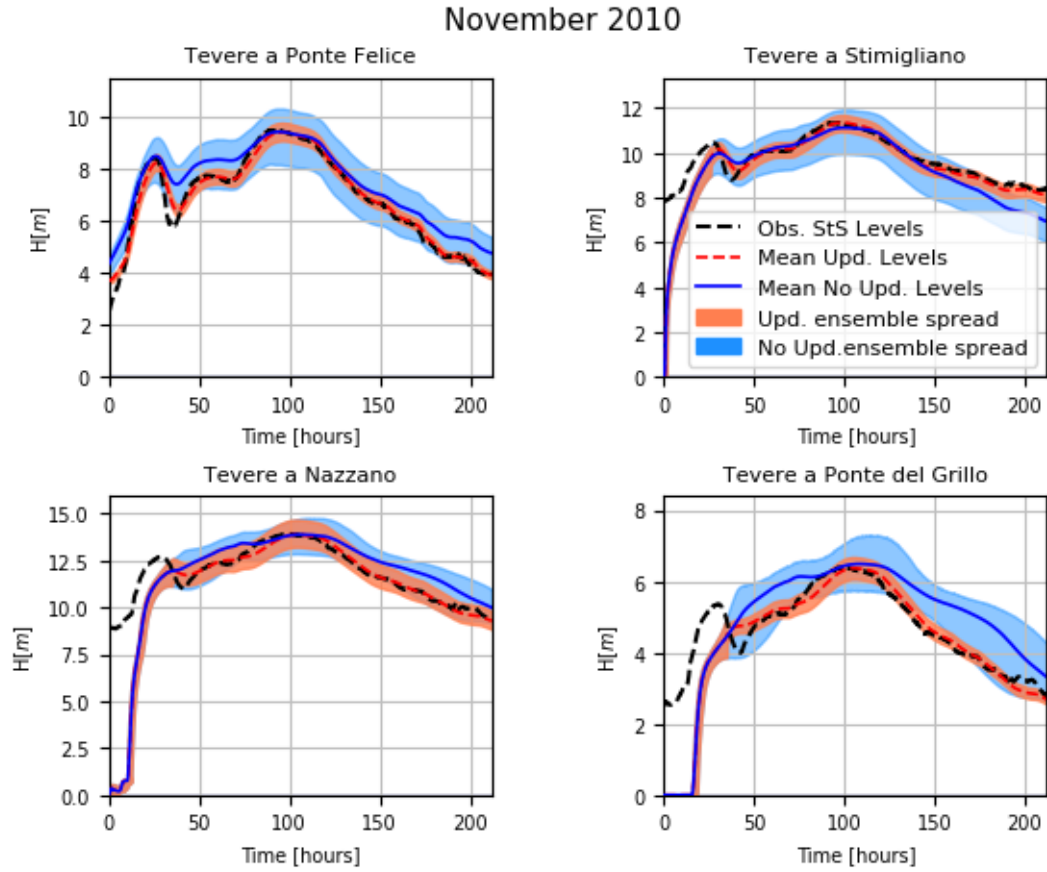 November 2010
Tevere a Ponte Felice
H[m]
10
8
6
4
2
0
0 50 100 150 200
Time [hours]
Tevere a Stimigliano
H[m]
12
10
8
6
4
2
0
Obs. StS Levels
Mean Upd. Levels
Mean No Upd. Levels
Upd. ensemble spread
No Upd.ensemble spread
0 50 100 150 200
Time [hours]
Tevere a Nazzano
H[m]
15.0
12.5
10.0
7.5
5.0
2.5
0.0
0 50 100 150 200
Time [hours]
Tevere a Ponte del Grillo
H[m]
8
6
4
2
0
0 50 100 150 200
Time [hours]